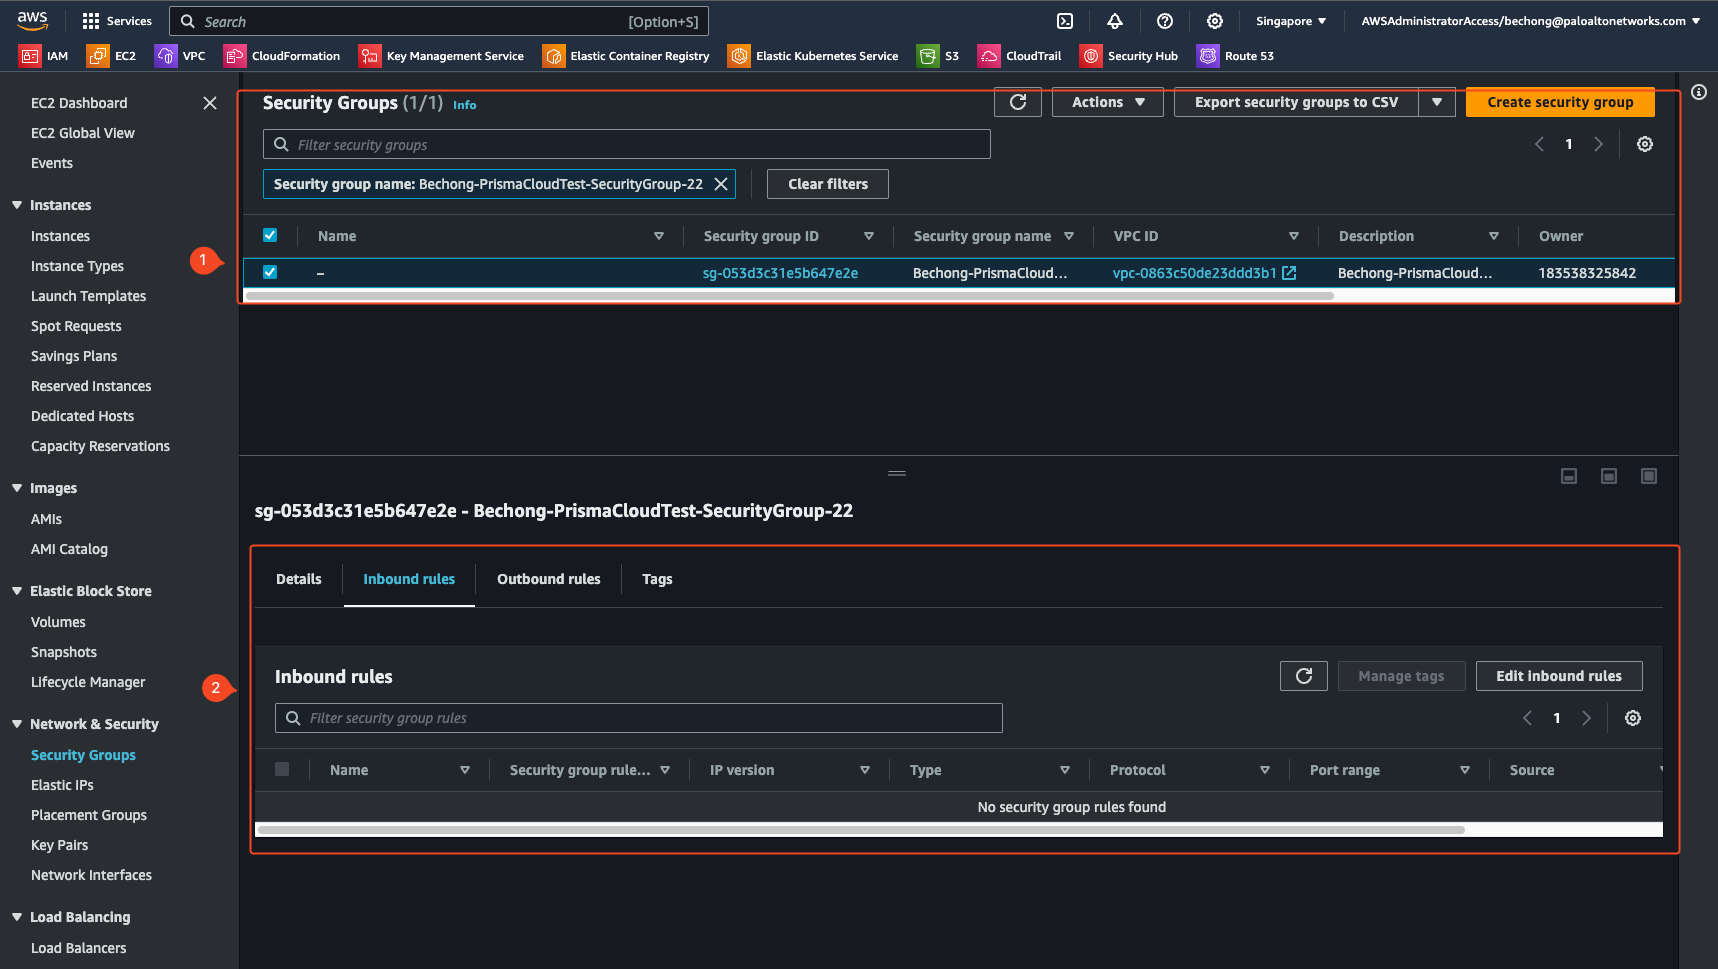 aws
Services
Search [Option+S]
Singapore ▼
AWSAdministratorAccess/bechong@paloaltonetworks.com ▼
IAM EC2 VPC CloudFormation Key Management Service Elastic Container Registry Elastic Kubernetes Service S3 CloudTrail Security Hub Route 53
EC2 Dashboard
EC2 Global View
Events
Instances
Instances
Instance Types
Launch Templates
Spot Requests
Savings Plans
Reserved Instances
Dedicated Hosts
Capacity Reservations
Images
AMIs
AMI Catalog
Elastic Block Store
Volumes
Snapshots
Lifecycle Manager
Network & Security
Security Groups
Elastic IPs
Placement Groups
Key Pairs
Network Interfaces
Load Balancing
Load Balancers
1
2
Security Groups (1/1) Info
Actions ▼
Export security groups to CSV ▼
Create security group
Filter security groups
1
Security group name: Bechong-PrismaCloudTest-SecurityGroup-22
Clear filters
Name Security group ID Security group name VPC ID Description Owner
– sg-053d3c31e5b647e2e Bechong-PrismaCloud... vpc-0863c50de23ddd3b1 Bechong-PrismaCloud... 183538325842
sg-053d3c31e5b647e2e - Bechong-PrismaCloudTest-SecurityGroup-22
Details Inbound rules Outbound rules Tags
Inbound rules
Manage tags
Edit inbound rules
Filter security group rules
1
Name Security group rule... IP version Type Protocol Port range Source
No security group rules found